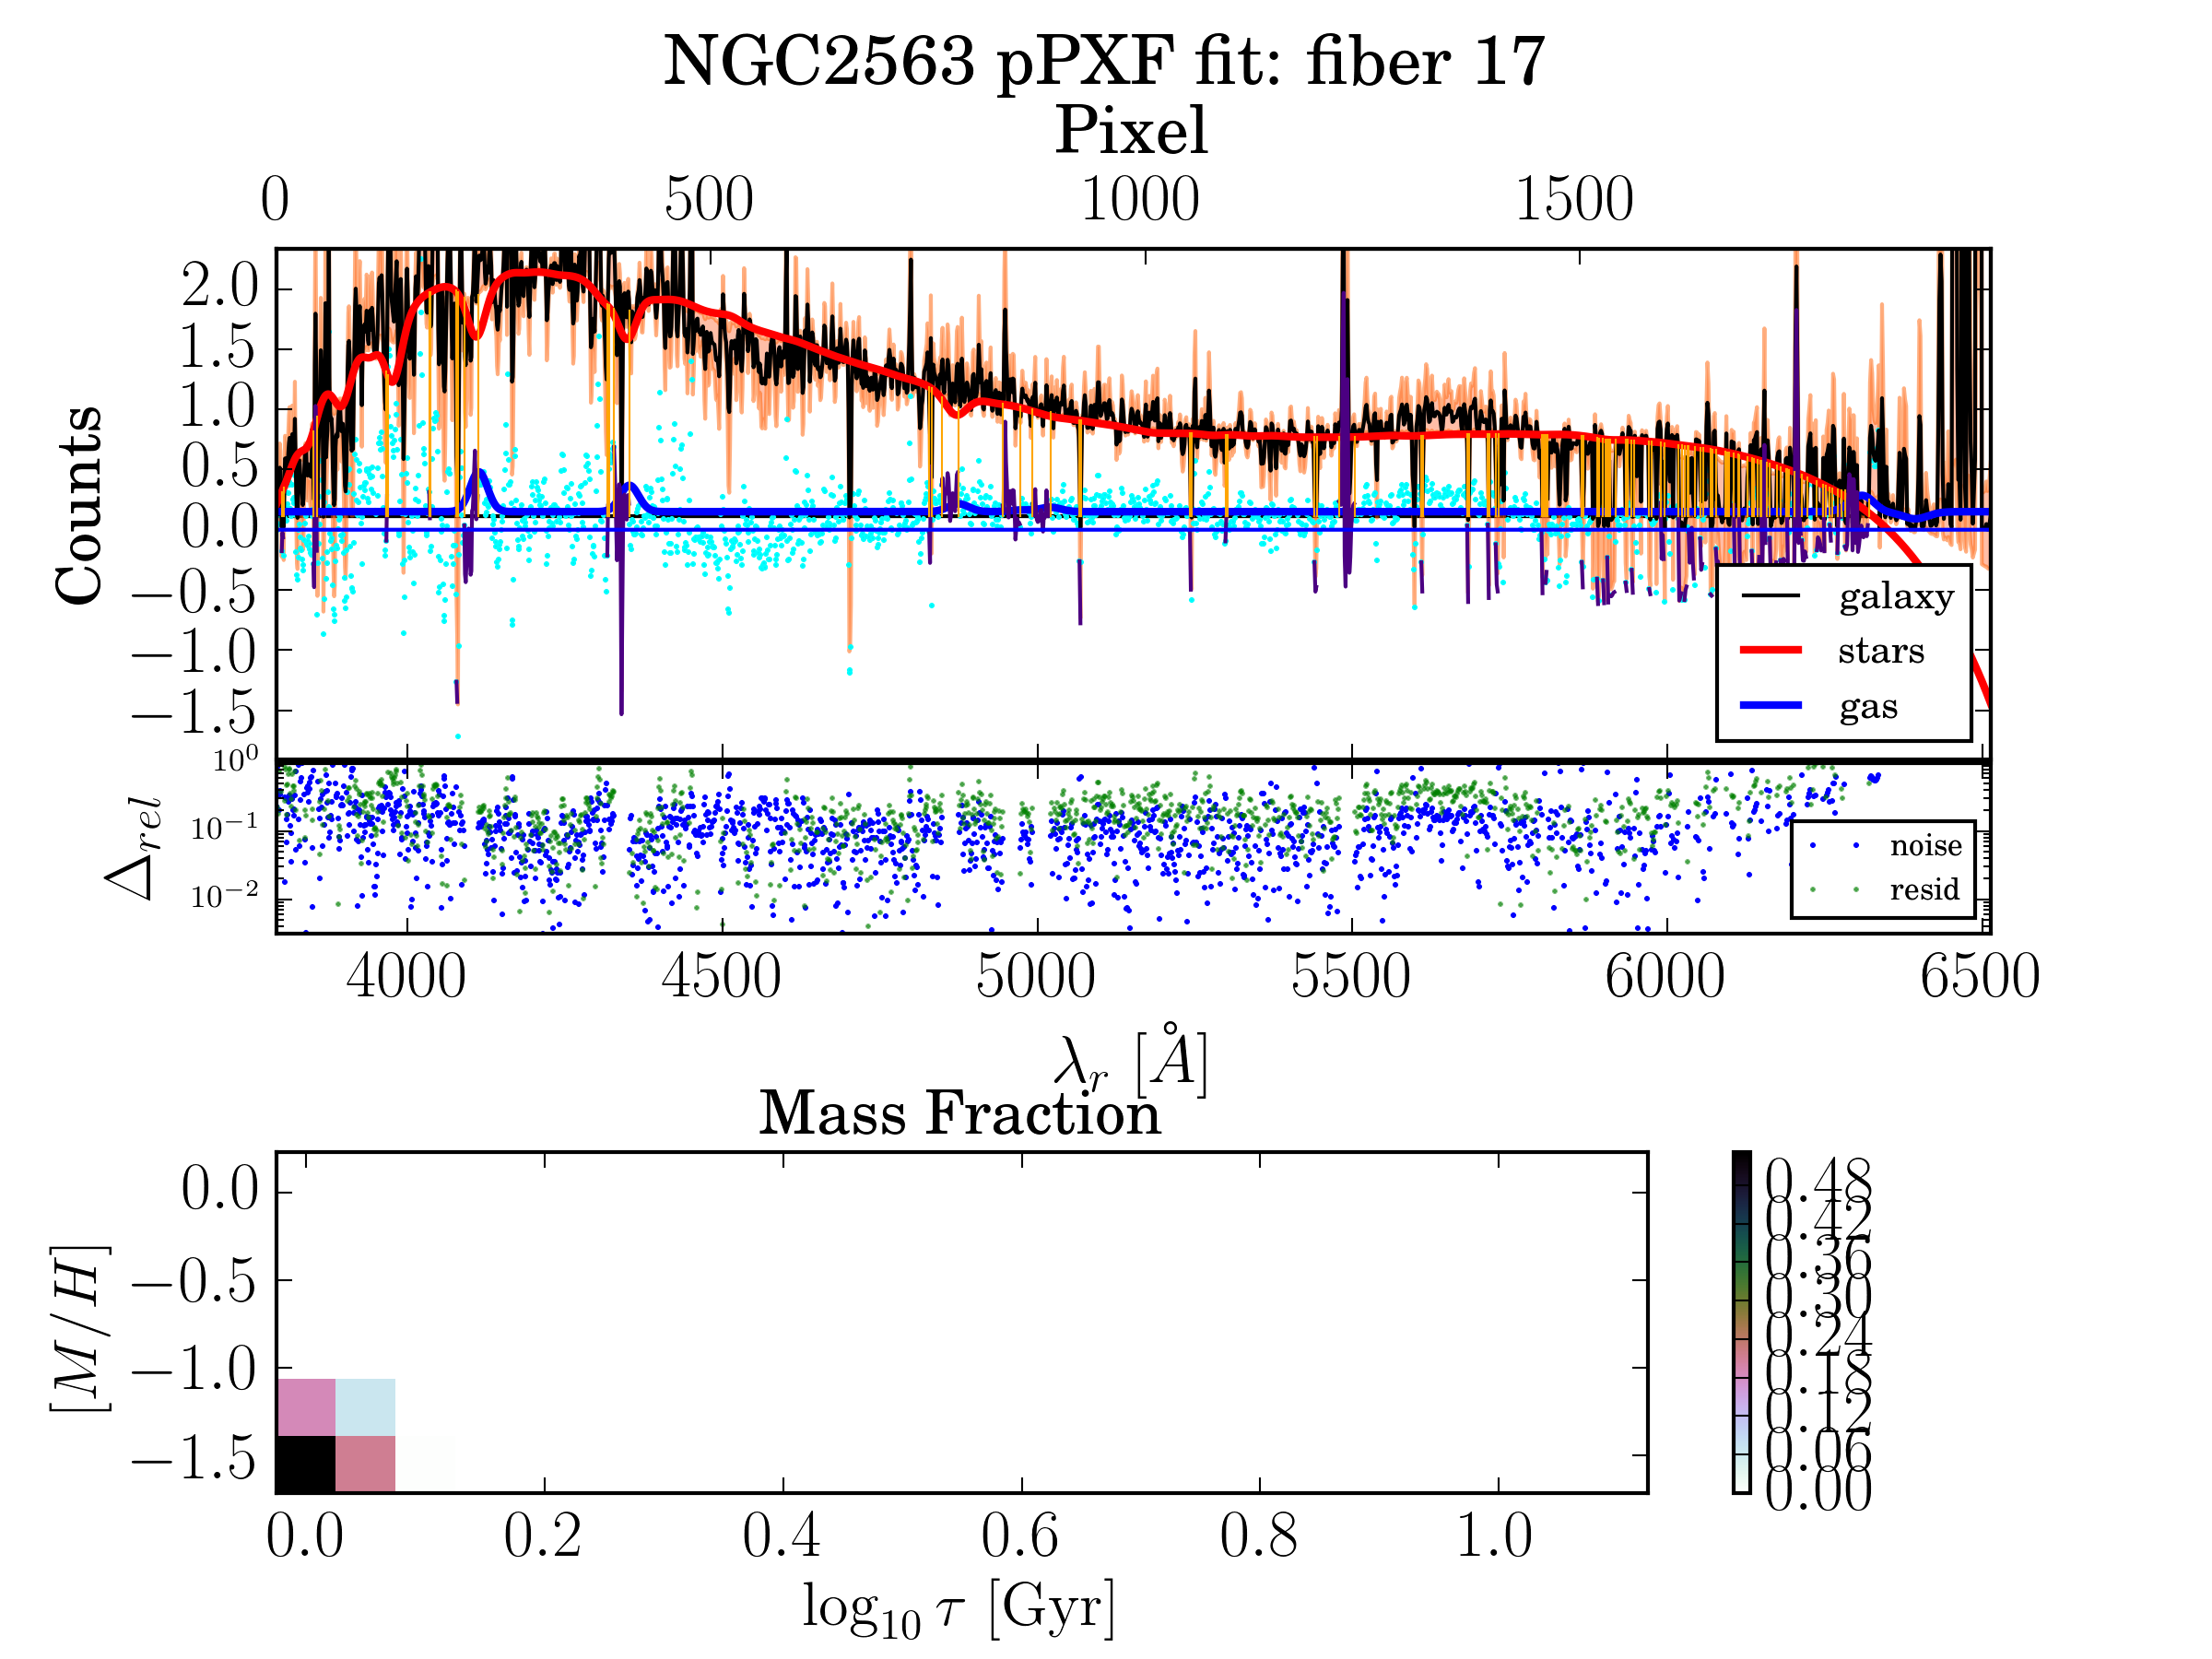 NGC2563 pPXF fit: fiber 17
Pixel
0 500 1000 1500
2.0
1.5
1.0
0.5
0.0
−0.5
−1.0
−1.5
Counts
galaxy
stars
gas
10^0
10^−1
10^−2
Δ_rel
noise
resid
4000 4500 5000 5500 6000 6500
λ_r [Å]
Mass Fraction
0.0
−0.5
−1.0
−1.5
[M/H]
0.48
0.42
0.36
0.30
0.24
0.18
0.12
0.06
0.00
0.0 0.2 0.4 0.6 0.8 1.0
log_10 τ [Gyr]